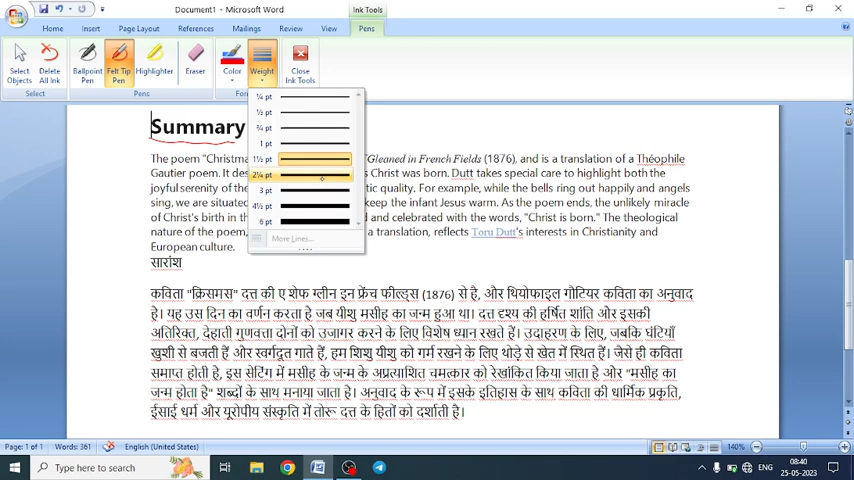 Document1 - Microsoft Word
Ink Tools
Home Insert Page Layout References Mailings Review View Pens
Select Objects
Delete All Ink
Ballpoint Pen
Felt Tip Pen
Highlighter
Eraser
Color
Weight
Close Ink Tools
Select
Pens
For
¼ pt
½ pt
¾ pt
1 pt
1½ pt
2¼ pt
3 pt
4½ pt
6 pt
More Lines...
Summary
The poem "Christma Gleaned in French Fields (1876), and is a translation of a Théophile
Gautier poem. It des s Christ was born. Dutt takes special care to highlight both the
joyful serenity of the tic quality. For example, while the bells ring out happily and angels
sing, we are situated keep the infant Jesus warm. As the poem ends, the unlikely miracle
of Christ's birth in th d and celebrated with the words, "Christ is born." The theological
nature of the poem, a translation, reflects Toru Dutt's interests in Christianity and
European culture.
सारांश
कविता "क्रिसमस" दत्त की ए शेफ ग्लीन इन फ्रेंच फील्ड्स (1876) से है, और थियोफाइल गौटियर कविता का अनुवाद
है। यह उस दिन का वर्णन करता है जब यीशु मसीह का जन्म हुआ था। दत्त दृश्य की हर्षित शांति और इसकी
अतिरिक्त, देहाती गुणवत्ता दोनों को उजागर करने के लिए विशेष ध्यान रखते हैं। उदाहरण के लिए, जबकि घंटियाँ
खुशी से बजती हैं और स्वर्गदूत गाते हैं, हम शिशु यीशु को गर्म रखने के लिए थोड़े से खेत में स्थित हैं। जैसे ही कविता
समाप्त होती है, इस सेटिंग में मसीह के जन्म के अप्रत्याशित चमत्कार को रेखांकित किया जाता है और "मसीह का
जन्म होता है" शब्दों के साथ मनाया जाता है। अनुवाद के रूप में इसके इतिहास के साथ कविता की धार्मिक प्रकृति,
ईसाई धर्म और यूरोपीय संस्कृति में तोरू दत्त के हितों को दर्शाती है।
Page: 1 of 1 Words: 361 English (United States) 140%
Type here to search
ENG
08:40
25-05-2023